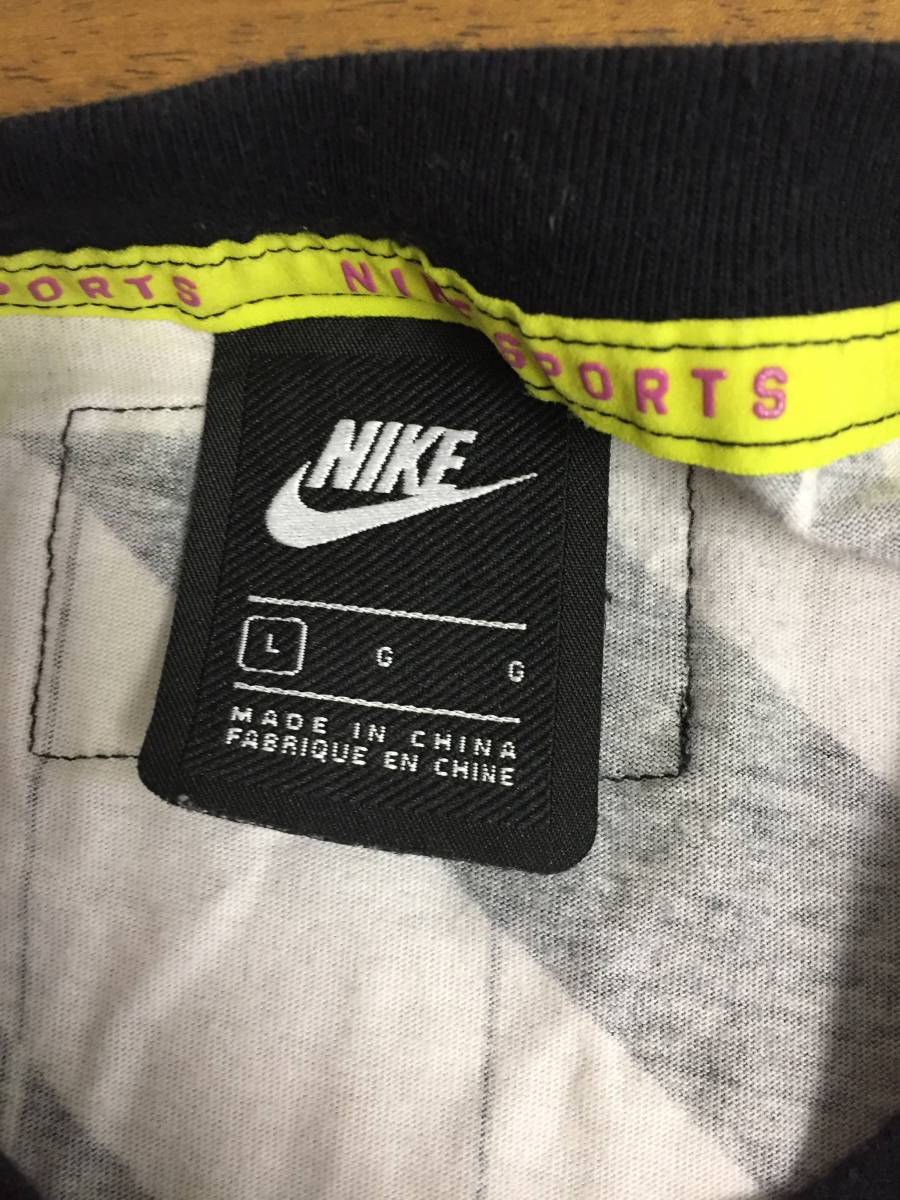 PORTS NIKE SPORTS
NIKE
L G G
MADE IN CHINA
FABRIQUE EN CHINE